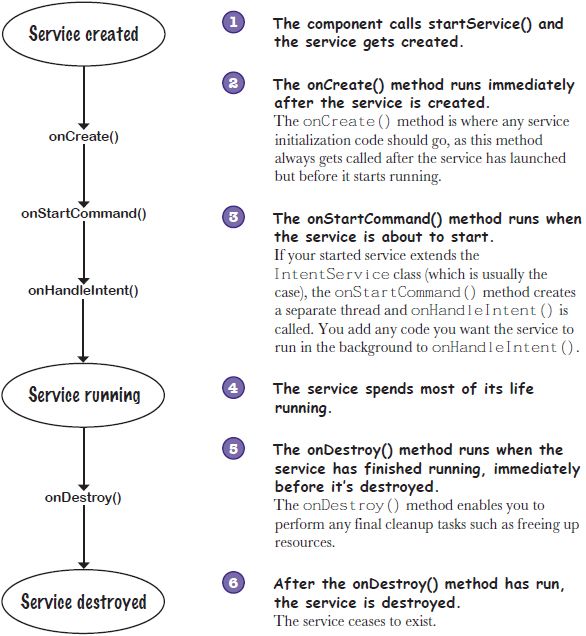 Service created
onCreate()
onStartCommand()
onHandleIntent()
Service running
onDestroy()
Service destroyed
1
The component calls startService() and
the service gets created.
2
The onCreate() method runs immediately
after the service is created.
The onCreate() method is where any service
initialization code should go, as this method
always gets called after the service has launched
but before it starts running.
3
The onStartCommand() method runs when
the service is about to start.
If your started service extends the
IntentService class (which is usually the
case), the onStartCommand() method creates
a separate thread and onHandleIntent() is
called. You add any code you want the service to
run in the background to onHandleIntent().
4
The service spends most of its life
running.
5
The onDestroy() method runs when the
service has finished running, immediately
before it's destroyed.
The onDestroy() method enables you to
perform any final cleanup tasks such as freeing up
resources.
6
After the onDestroy() method has run,
the service is destroyed.
The service ceases to exist.